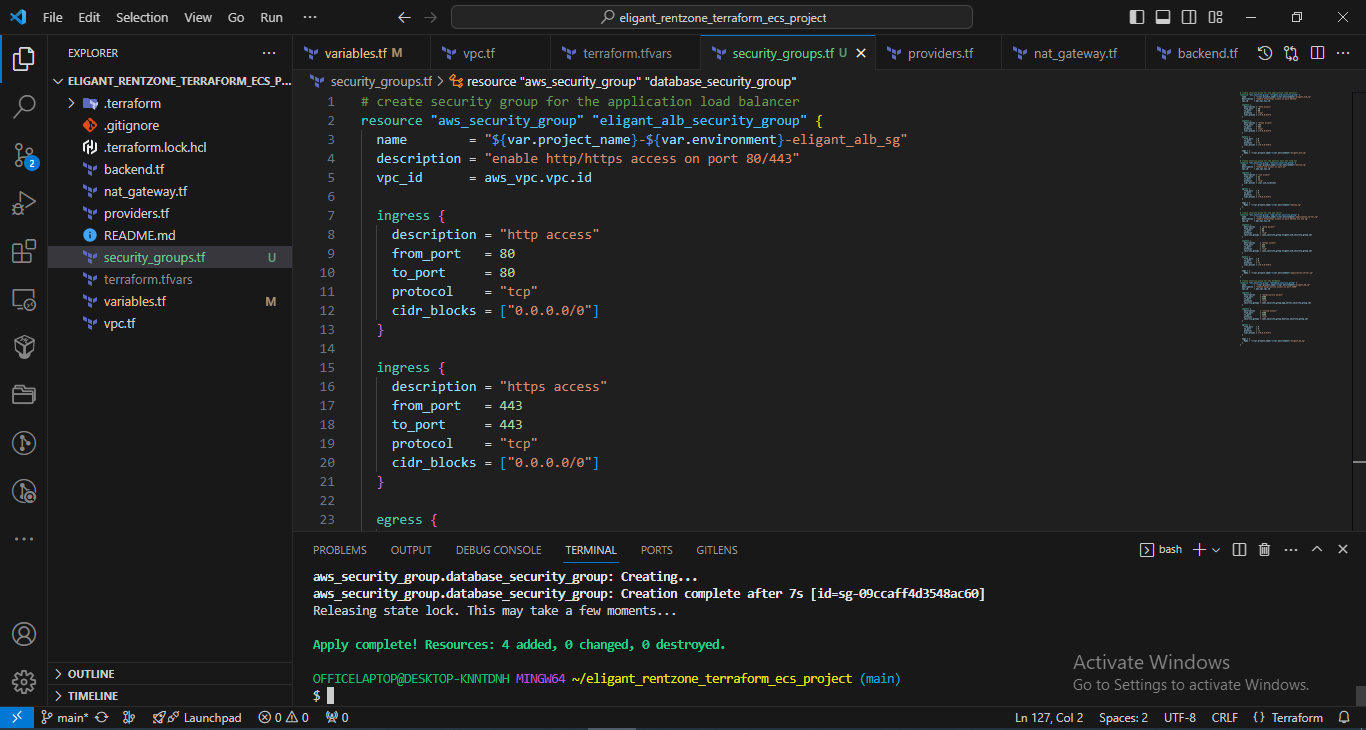 File Edit Selection View Go Run ···
eligant_rentzone_terraform_ecs_project
EXPLORER ···
ELIGANT_RENTZONE_TERRAFORM_ECS_P...
.terraform
.gitignore
.terraform.lock.hcl
backend.tf
nat_gateway.tf
providers.tf
README.md
security_groups.tf U
terraform.tfvars
variables.tf M
vpc.tf
OUTLINE
TIMELINE
variables.tf M vpc.tf terraform.tfvars security_groups.tf U providers.tf nat_gateway.tf backend.tf
security_groups.tf > resource "aws_security_group" "database_security_group"
1 # create security group for the application load balancer
2 resource "aws_security_group" "eligant_alb_security_group" {
3 name = "${var.project_name}-${var.environment}-eligant_alb_sg"
4 description = "enable http/https access on port 80/443"
5 vpc_id = aws_vpc.vpc.id
6
7 ingress {
8 description = "http access"
9 from_port = 80
10 to_port = 80
11 protocol = "tcp"
12 cidr_blocks = ["0.0.0.0/0"]
13 }
14
15 ingress {
16 description = "https access"
17 from_port = 443
18 to_port = 443
19 protocol = "tcp"
20 cidr_blocks = ["0.0.0.0/0"]
21 }
22
23 egress {
PROBLEMS OUTPUT DEBUG CONSOLE TERMINAL PORTS GITLENS bash
aws_security_group.database_security_group: Creating...
aws_security_group.database_security_group: Creation complete after 7s [id=sg-09ccaff4d3548ac60]
Releasing state lock. This may take a few moments...
Apply complete! Resources: 4 added, 0 changed, 0 destroyed.
OFFICELAPTOP@DESKTOP-KNNTDNH MINGW64 ~/eligant_rentzone_terraform_ecs_project (main)
$
Activate Windows
Go to Settings to activate Windows.
main* Launchpad 0 0 0 Ln 127, Col 2 Spaces: 2 UTF-8 CRLF {} Terraform